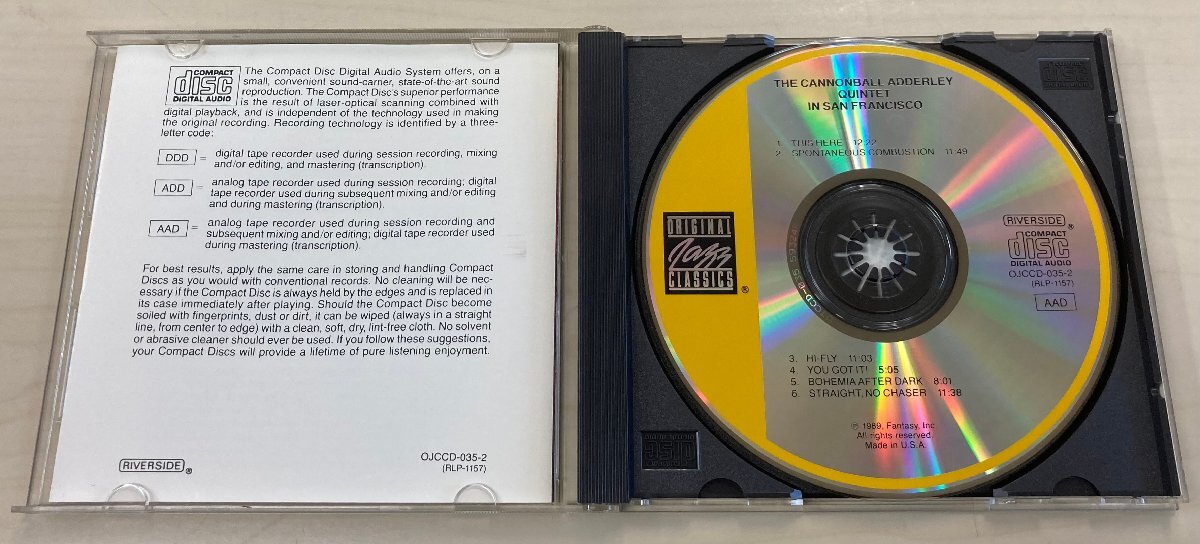 COMPACT
disc
DIGITAL AUDIO
The Compact Disc Digital Audio System offers, on a
small, convenient sound-carrier, state-of-the-art sound
reproduction. The Compact Disc's superior performance
is the result of laser-optical scanning combined with
digital playback, and is independent of the technology used in making
the original recording. Recording technology is identified by a three-
letter code:
DDD = digital tape recorder used during session recording, mixing
and/or editing, and mastering (transcription).
ADD = analog tape recorder used during session recording; digital
tape recorder used during subsequent mixing and/or editing
and during mastering (transcription).
AAD = analog tape recorder used during session recording and
subsequent mixing and/or editing; digital tape recorder used
during mastering (transcription).
For best results, apply the same care in storing and handling Compact
Discs as you would with conventional records. No cleaning will be nec-
essary if the Compact Disc is always held by the edges and is replaced in
its case immediately after playing. Should the Compact Disc become
soiled with fingerprints, dust or dirt, it can be wiped (always in a straight
line, from center to edge) with a clean, soft, dry, lint-free cloth. No solvent
or abrasive cleaner should ever be used. If you follow these suggestions,
your Compact Discs will provide a lifetime of pure listening enjoyment.
RIVERSIDE ®
OJCCD-035-2
(RLP-1157)
THE CANNONBALL ADDERLEY
QUINTET
IN SAN FRANCISCO
1. THIS HERE 12:22
2. SPONTANEOUS COMBUSTION 11:49
ORIGINAL
Jazz
CLASSICS ®
RIVERSIDE ®
COMPACT
disc
DIGITAL AUDIO
OJCCD-035-2
(RLP-1157)
AAD
3. HI-FLY 11:03
4. YOU GOT IT! 5:05
5. BOHEMIA AFTER DARK 8:01
6. STRAIGHT, NO CHASER 11:38
℗ 1989, Fantasy, Inc.
All rights reserved
Made in U.S.A.